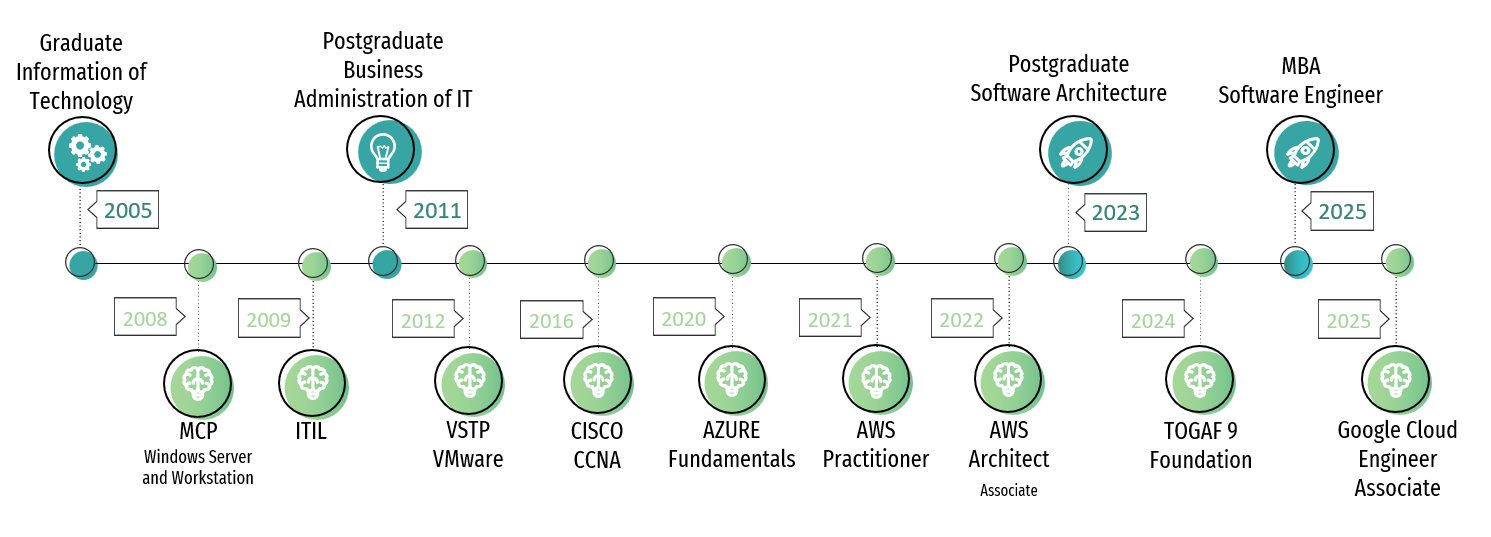 Graduate
Information of
Technology
Postgraduate
Business
Administration of IT
Postgraduate
Software Architecture
MBA
Software Engineer
2005
2011
2023
2025
2008
2009
2012
2016
2020
2021
2022
2024
2025
MCP
Windows Server
and Workstation
ITIL
VSTP
VMware
CISCO
CCNA
AZURE
Fundamentals
AWS
Practitioner
AWS
Architect
Associate
TOGAF 9
Foundation
Google Cloud
Engineer
Associate